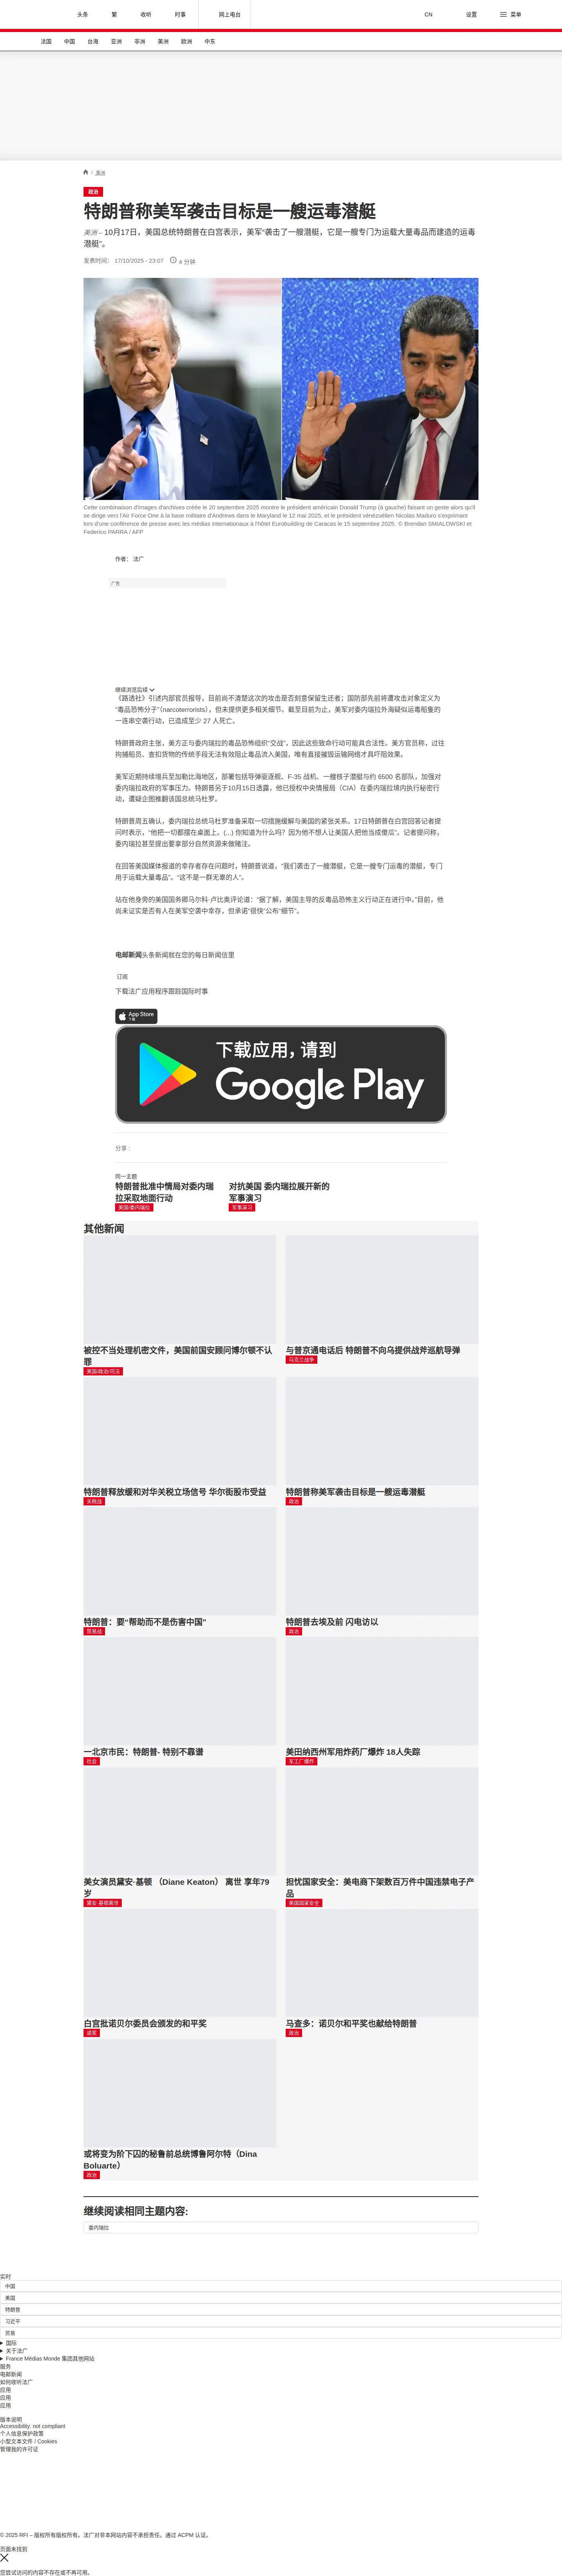 头条
繁
收听
时事
网上电台
CN
设置
菜单
法国
中国
台海
亚洲
非洲
美洲
欧洲
中东
/ 美洲
政治
特朗普称美军袭击目标是一艘运毒潜艇
美洲 – 10月17日，美国总统特朗普在白宫表示，美军“袭击了一艘潜艇，它是一艘专门为运载大量毒品而建造的运毒
潜艇”。
发表时间： 17/10/2025 - 23:07
4 分钟
Cette combinaison d'images d'archives créée le 20 septembre 2025 montre le président américain Donald Trump (à gauche) faisant un geste alors qu'il
se dirige vers l'Air Force One à la base militaire d'Andrews dans le Maryland le 12 mai 2025, et le président vénézuélien Nicolas Maduro s'exprimant
lors d'une conférence de presse avec les médias internationaux à l'hôtel Eurobuilding de Caracas le 15 septembre 2025. © Brendan SMIALOWSKI et
Federico PARRA / AFP
作者： 法广
广告
继续浏览后续
《路透社》引述内部官员报导，目前尚不清楚这次的攻击是否刻意保留生还者；国防部先前将遭攻击对象定义为
“毒品恐怖分子”（narcoterrorists），但未提供更多相关细节。截至目前为止，美军对委内瑞拉外海疑似运毒船隻的
一连串空袭行动，已造成至少 27 人死亡。
特朗普政府主张，美方正与委内瑞拉的毒品恐怖组织“交战”，因此这些致命行动可能具合法性。美方官员称，过往
拘捕船员、查扣货物的传统手段无法有效阻止毒品流入美国，唯有直接摧毁运输网络才具吓阻效果。
美军近期持续增兵至加勒比海地区，部署包括导弹驱逐舰、F-35 战机、一艘核子潜艇与约 6500 名部队，加强对
委内瑞拉政府的军事压力。特朗普另于10月15日透露，他已授权中央情报局（CIA）在委内瑞拉境内执行秘密行
动，遭疑企图推翻该国总统马杜罗。
特朗普周五确认，委内瑞拉总统马杜罗准备采取一切措施缓解与美国的紧张关系。17日特朗普在白宫回答记者提
问时表示，“他把一切都摆在桌面上。(...) 你知道为什么吗？因为他不想人让美国人把他当成傻瓜”。记者提问称，
委内瑞拉甚至提出要拿部分自然资源来做賭注。
在回答美国媒体报道的幸存者存在问题时，特朗普说道，“我们袭击了一艘潜艇，它是一艘专门运毒的潜艇，专门
用于运载大量毒品”。“这不是一群无辜的人”。
站在他身旁的美国国务卿马尔科·卢比奥评论道：“据了解，美国主导的反毒品恐怖主义行动正在进行中。”目前，他
尚未证实是否有人在美军空袭中幸存，但承诺“很快”公布“细节”。
电邮新闻头条新闻就在您的每日新闻信里
订阅
下载法广应用程序跟踪国际时事
App Store
下载
下载应用，请到
Google Play
分享 :
同一主题
特朗普批准中情局对委内瑞
拉采取地面行动
美国/委内瑞拉
对抗美国 委内瑞拉展开新的
军事演习
军事演习
其他新闻
被控不当处理机密文件，美国前国安顾问博尔顿不认
罪
美国/政治/司法
与普京通电话后 特朗普不向乌提供战斧巡航导弹
乌克兰战争
特朗普释放缓和对华关税立场信号 华尔街股市受益
关税战
特朗普称美军袭击目标是一艘运毒潜艇
政治
特朗普：要“帮助而不是伤害中国”
贸易战
特朗普去埃及前 闪电访以
政治
一北京市民：特朗普- 特别不靠谱
社会
美田纳西州军用炸药厂爆炸 18人失踪
军工厂爆炸
美女演员黛安·基顿 （Diane Keaton） 离世 享年79
岁
黛安·基顿离世
担忧国家安全：美电商下架数百万件中国违禁电子产
品
美国国家安全
白宫批诺贝尔委员会颁发的和平奖
诺奖
马查多：诺贝尔和平奖也献给特朗普
政治
或将变为阶下囚的秘鲁前总统博鲁阿尔特（Dina
Boluarte）
政治
继续阅读相同主题内容:
委内瑞拉
实时
中国
美国
特朗普
习近平
贸易
国际
关于法广
France Médias Monde 集团其他网站
服务
电邮新闻
如何收听法广
应用
应用
应用
版本说明
Accessibility: not compliant
个人信息保护政策
小型文本文件 / Cookies
管理我的许可证
© 2025 RFI – 版权所有版权所有。法广对非本网站内容不承担责任。通过 ACPM 认证。
页面未找到
您尝试访问的内容不存在或不再可用。